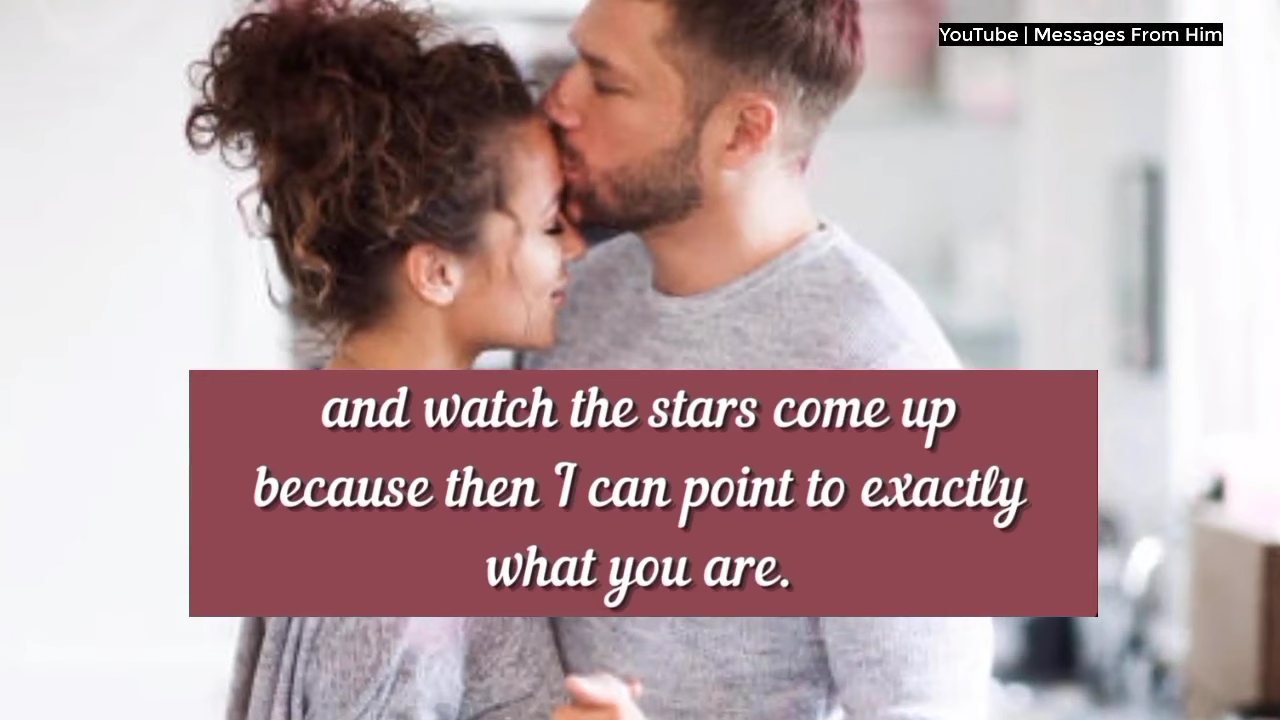 YouTube | Messages From Him
and watch the stars come up
because then I can point to exactly
what you are.